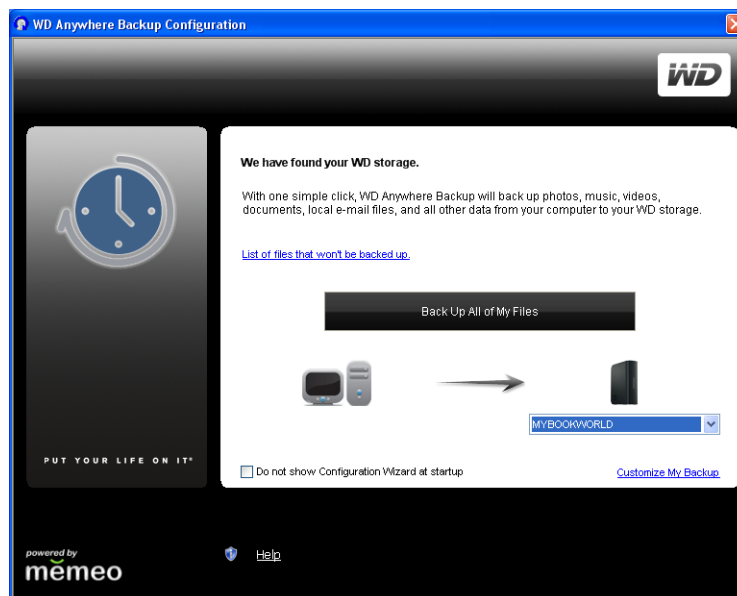 WD Anywhere Backup Configuration
WD
We have found your WD storage.
With one simple click, WD Anywhere Backup will back up photos, music, videos,
documents, local e-mail files, and all other data from your computer to your WD storage.
List of files that won't be backed up.
Back Up All of My Files
MYBOOKWORLD
PUT YOUR LIFE ON IT®
Do not show Configuration Wizard at startup
Customize My Backup
powered by
memeo
Help